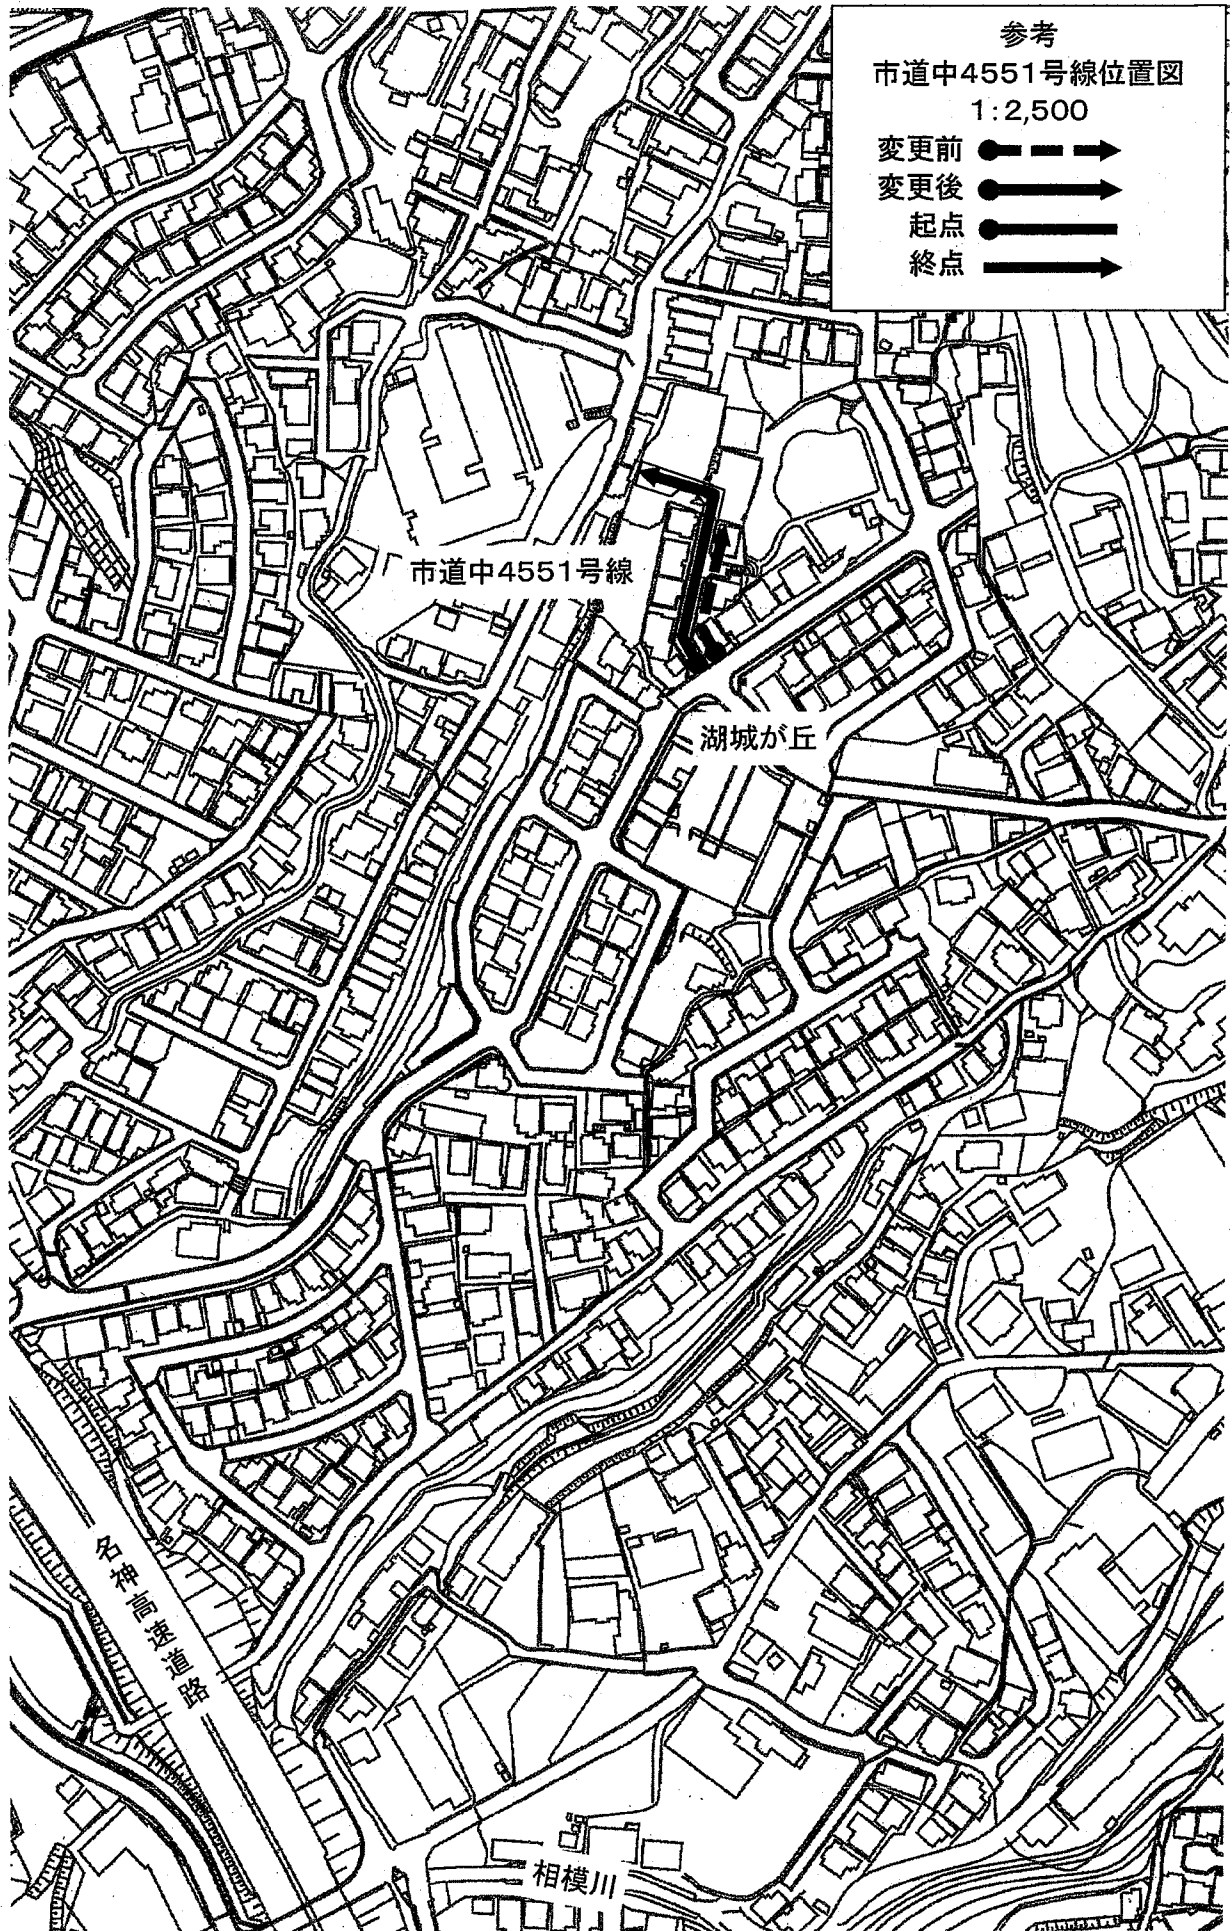 参考
市道中4551号線位置図
1:2,500
変更前
変更後
起点
終点
市道中4551号線
湖城が丘
名神高速道路
相模川